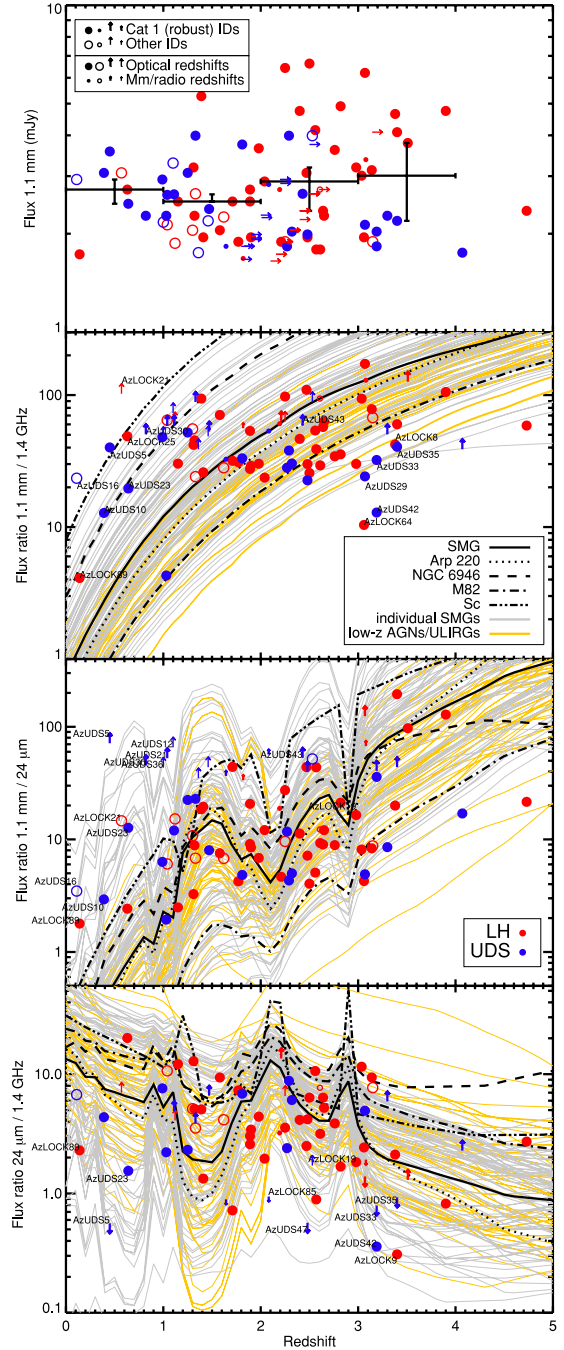 10
Cat 1 (robust) IDs
Other IDs
Optical redshifts
Mm/radio redshifts
Flux 1.1 mm (mJy)
1
100
AzLOCK21
AzUDS43
AzLOCK25
AzUDS5
AzLOCK8
AzUDS35
AzUDS33
AzUDS16
AzUDS23
AzUDS29
AzUDS10
AzUDS42
AzLOCK64
Flux ratio 1.1 mm / 1.4 GHz
10
SMG
Arp 220
NGC 6946
M82
Sc
individual SMGs
low-z AGNs/ULIRGs
AzLOCK89
1
100
AzUDS5
AzUDS43
AzLOCK21
AzUDS23
Flux ratio 1.1 mm / 24 μm
10
AzUDS16
AzUDS10
AzLOCK89
LH
UDS
1
10.0
Flux ratio 24 μm / 1.4 GHz
AzLOCK89
AzLOCK19
AzUDS23
AzLOCK85
1.0
AzUDS35
AzUDS5
AzUDS33
AzUDS47
AzUDS42
AzLOCK9
0.1
0 1 2 3 4 5
Redshift